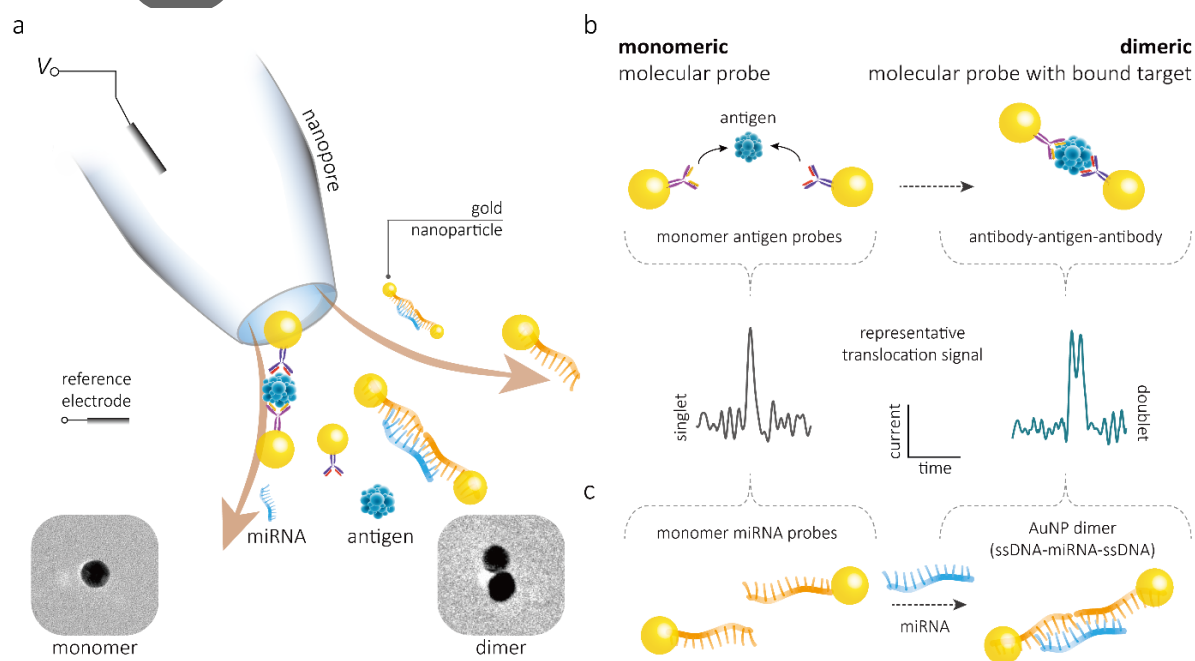 a
V
nanopore
gold
nanoparticle
reference
electrode
miRNA
antigen
monomer
dimer
b
monomeric
molecular probe
dimeric
molecular probe with bound target
antigen
monomer antigen probes
antibody-antigen-antibody
singlet
representative
translocation signal
current
time
doublet
c
monomer miRNA probes
AuNP dimer
(ssDNA-miRNA-ssDNA)
miRNA